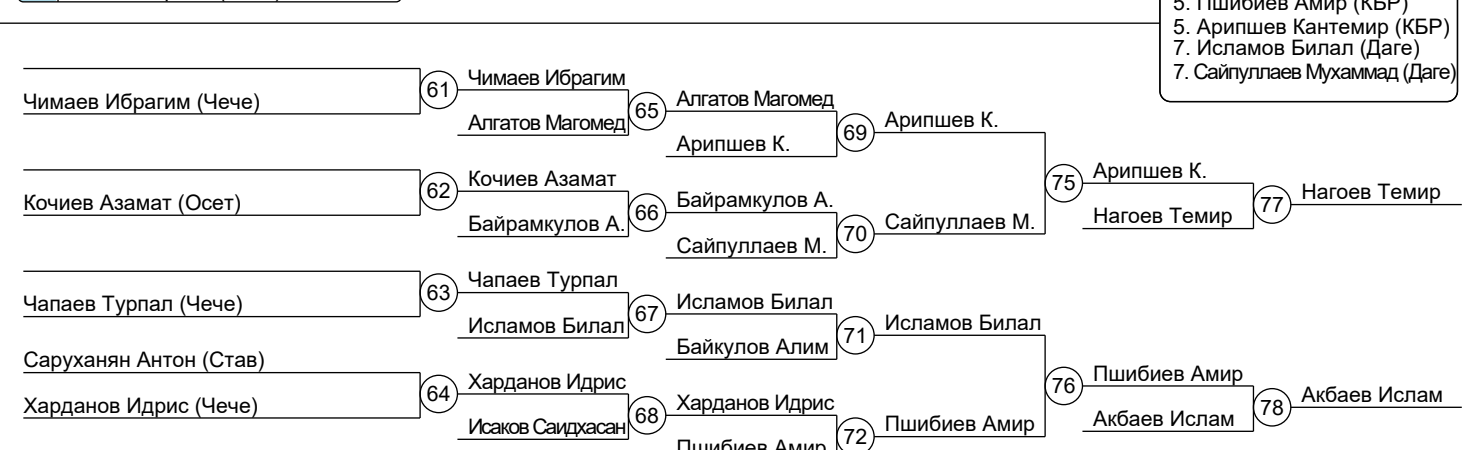 5. Пшибиев Амир (КБР)
5. Арипшев Кантемир (КБР)
7. Исламов Билал (Даге)
7. Сайпуллаев Мухаммад (Даге)
Чимаев Ибрагим (Чече)
61
Чимаев Ибрагим
Алгатов Магомед
65
Алгатов Магомед
Арипшев К.
69
Арипшев К.
Кочиев Азамат (Осет)
62
Кочиев Азамат
Байрамкулов А.
66
Байрамкулов А.
Сайпуллаев М.
70
Сайпуллаев М.
75
Арипшев К.
Нагоев Темир
77
Нагоев Темир
Чапаев Турпал (Чече)
63
Чапаев Турпал
Исламов Билал
67
Исламов Билал
Байкулов Алим
71
Исламов Билал
Саруханян Антон (Став)
Харданов Идрис (Чече)
64
Харданов Идрис
Исаков Саидхасан
68
Харданов Идрис
Пшибиев Амир
72
Пшибиев Амир
76
Пшибиев Амир
Акбаев Ислам
78
Акбаев Ислам